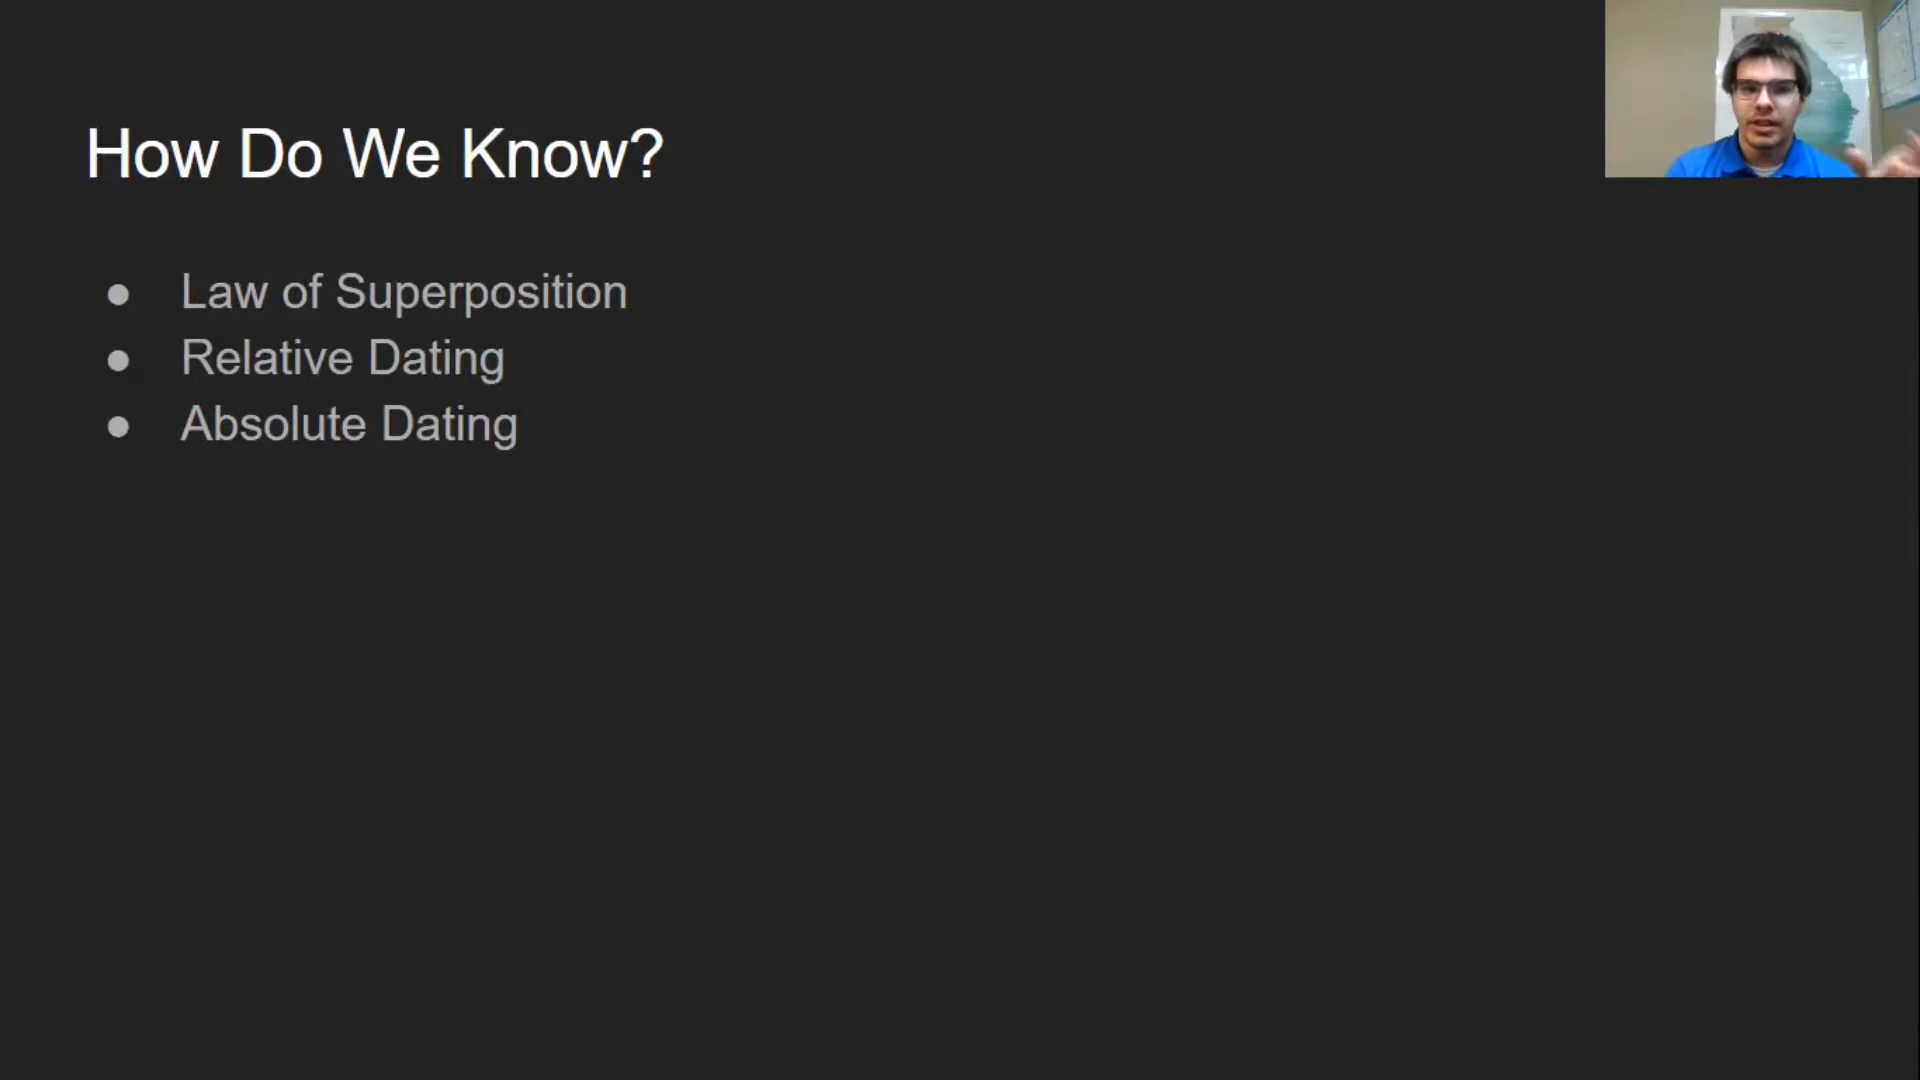 How Do We Know?
● Law of Superposition
● Relative Dating
● Absolute Dating